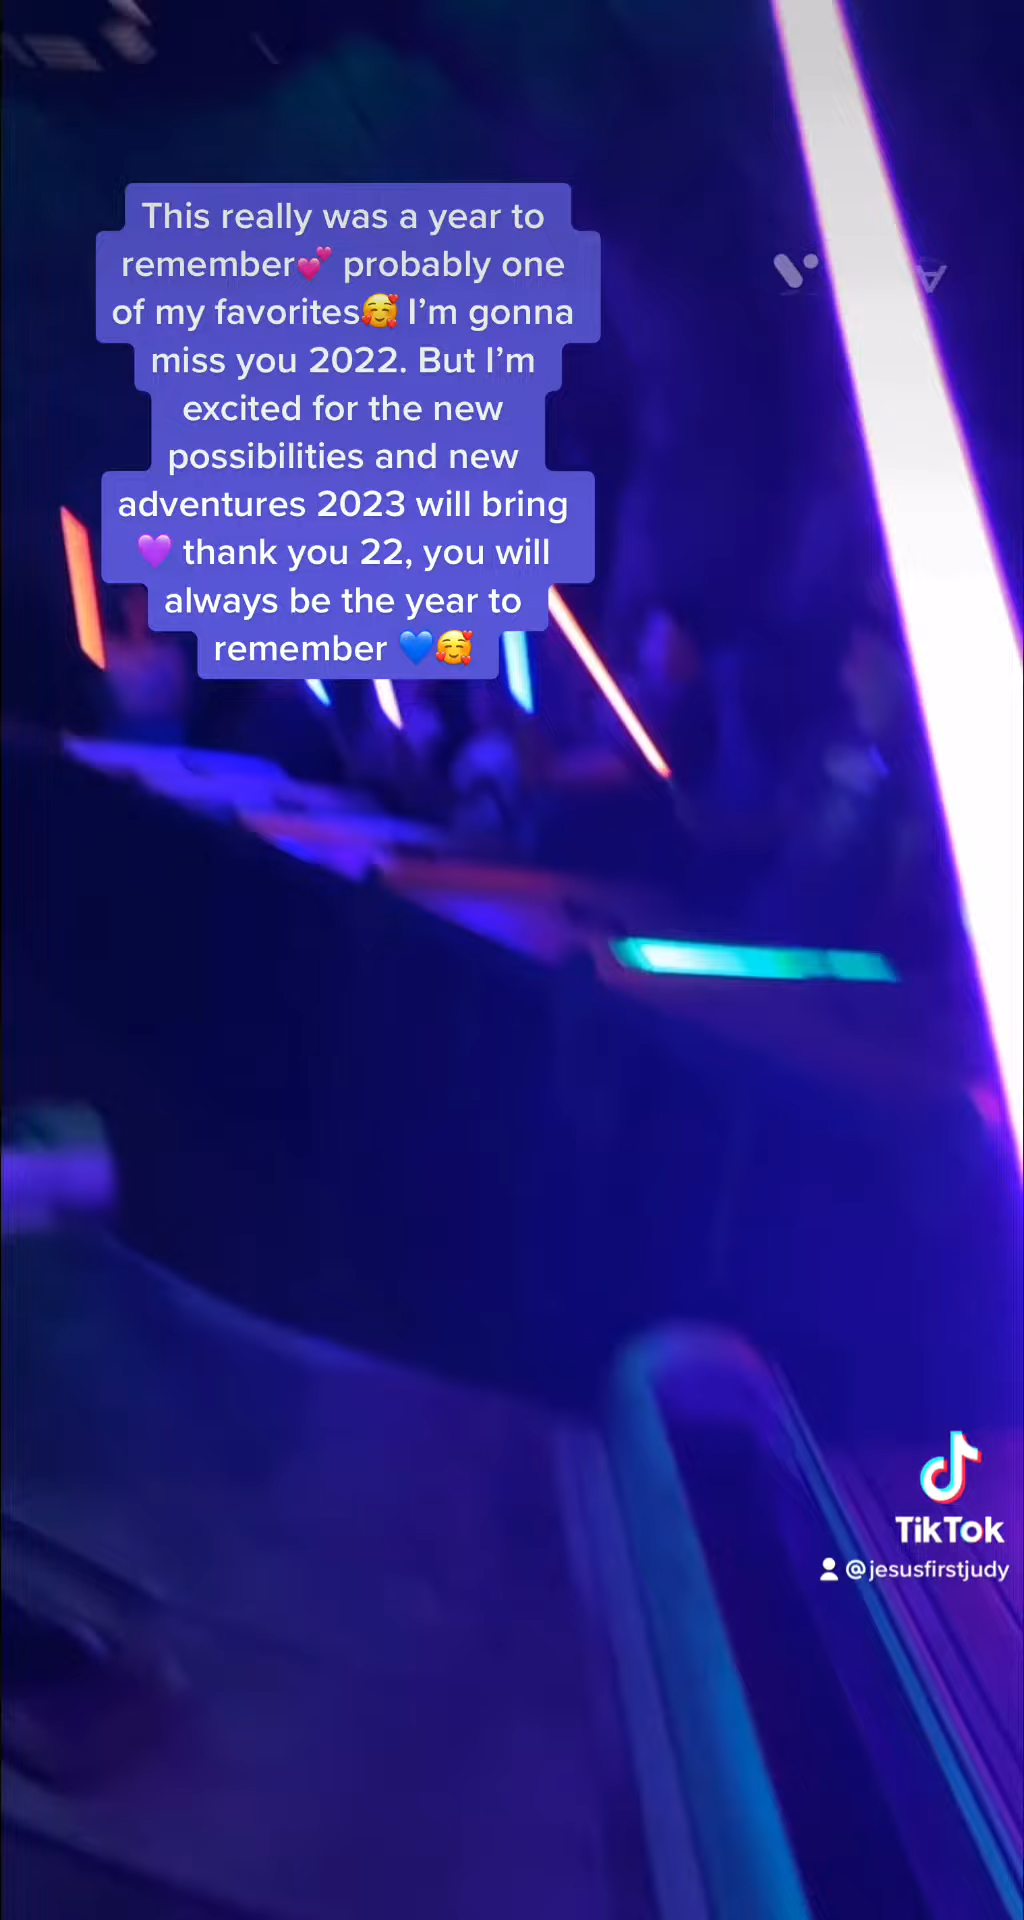 This really was a year to
remember💕 probably one
of my favorites🥰 I’m gonna
miss you 2022. But I’m
excited for the new
possibilities and new
adventures 2023 will bring
💜 thank you 22, you will
always be the year to
remember 💙🥰
TikTok
@jesusfirstjudy